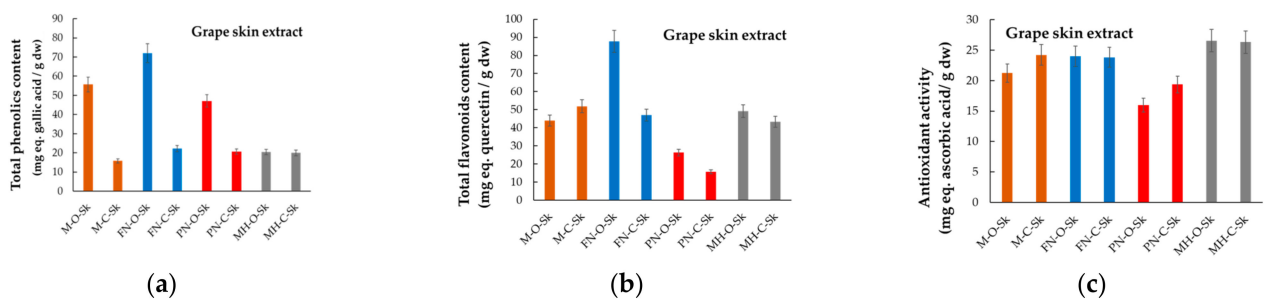 Grape skin extract
Total phenolics content
(mg eq. gallic acid / g dw)
90
80
70
60
50
40
30
20
10
0
M-O-Sk
M-C-Sk
FN-O-Sk
FN-C-Sk
PN-O-Sk
PN-C-Sk
MH-O-Sk
MH-C-Sk
(a)
Grape skin extract
Total flavonoids content
(mg eq. quercetin / g dw)
100
90
80
70
60
50
40
30
20
10
0
M-O-Sk
M-C-Sk
FN-O-Sk
FN-C-Sk
PN-O-Sk
PN-C-Sk
MH-O-Sk
MH-C-Sk
(b)
Grape skin extract
Antioxidant activity
(mg eq. ascorbic acid/ g dw)
30
25
20
15
10
5
0
M-O-Sk
M-C-Sk
FN-O-Sk
FN-C-Sk
PN-O-Sk
PN-C-Sk
MH-O-Sk
MH-C-Sk
(c)